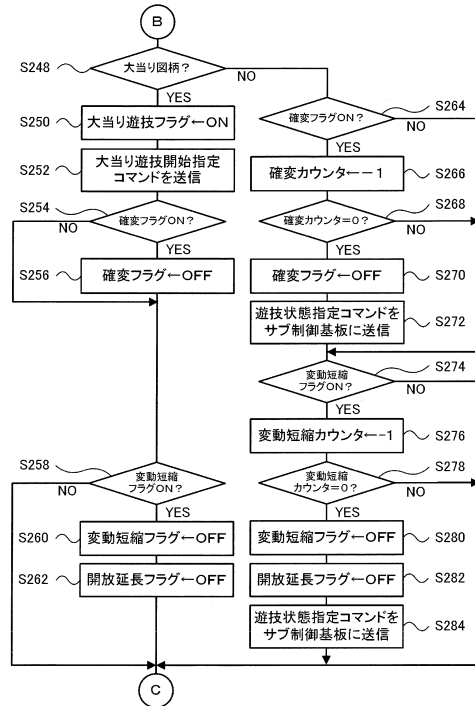 B
S248
大当り図柄？
NO
YES
S250
大当り遊技フラグ←ON
S252
大当り遊技開始指定
コマンドを送信
S254
確変フラグON？
NO
YES
S256
確変フラグ←OFF
S258
変動短縮
フラグON？
NO
YES
S260
変動短縮フラグ←OFF
S262
開放延長フラグ←OFF
S264
確変フラグON？
NO
YES
S266
確変カウンタ←－１
S268
確変カウンタ＝０？
NO
YES
S270
確変フラグ←OFF
S272
遊技状態指定コマンドを
サブ制御基板に送信
S274
変動短縮
フラグON？
NO
YES
S276
変動短縮カウンタ←-1
S278
変動短縮
カウンタ＝０？
NO
YES
S280
変動短縮フラグ←OFF
S282
開放延長フラグ←OFF
S284
遊技状態指定コマンドを
サブ制御基板に送信
C